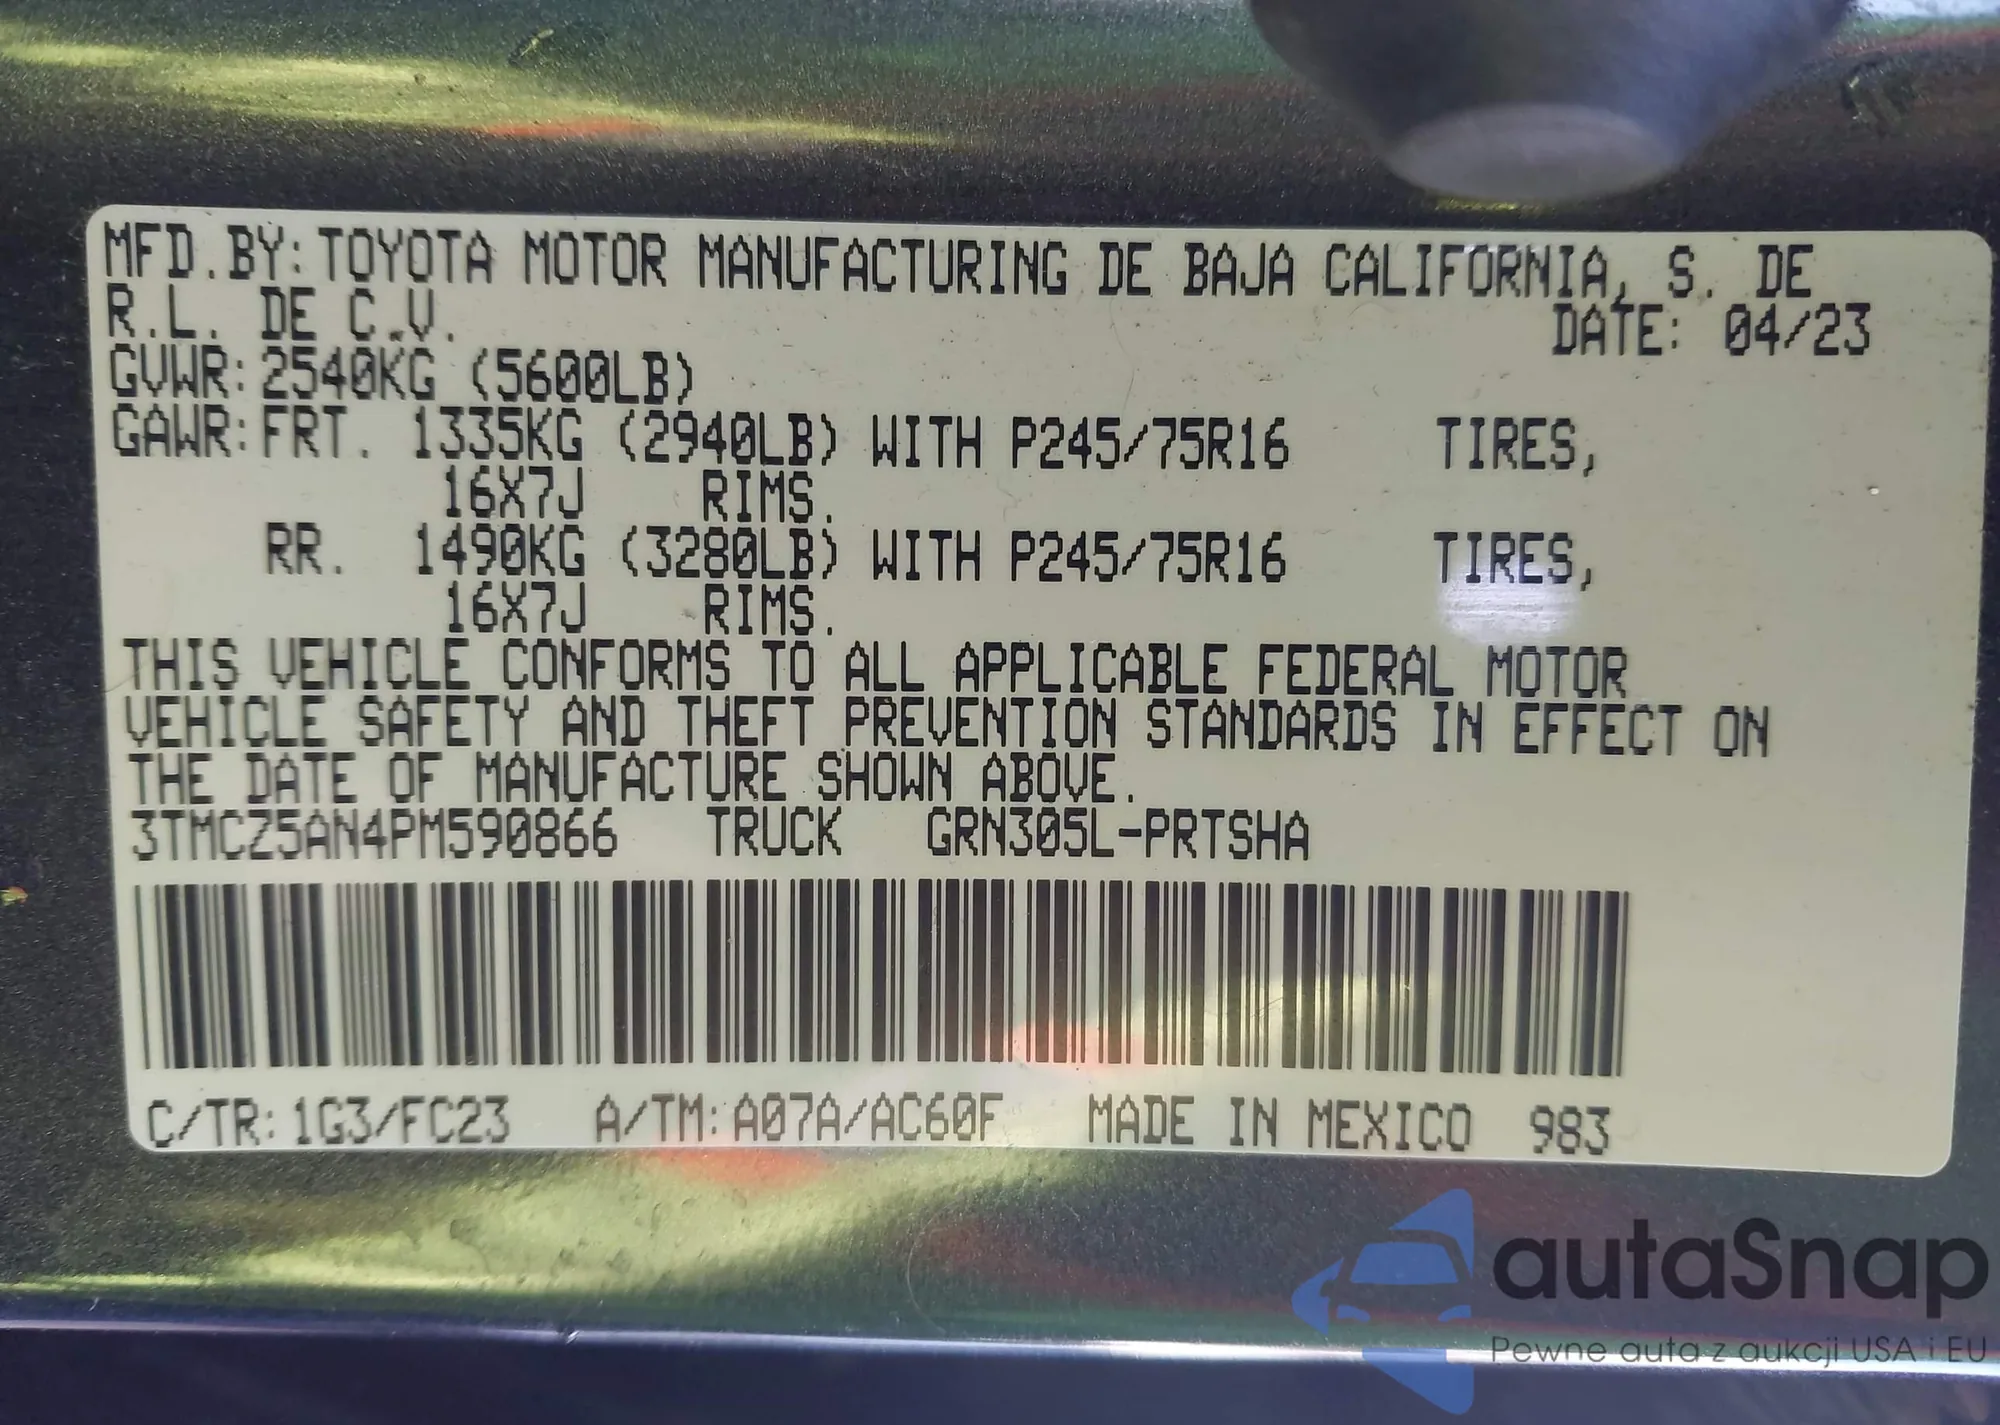 MFD.BY:TOYOTA MOTOR MANUFACTURING DE BAJA CALIFORNIA, S. DE
R.L. DE C.V. DATE: 04/23
GVWR:2540KG (5600LB)
GAWR:FRT. 1335KG (2940LB) WITH P245/75R16 TIRES,
16X7J RIMS.
RR. 1490KG (3280LB) WITH P245/75R16 TIRES,
16X7J RIMS.
THIS VEHICLE CONFORMS TO ALL APPLICABLE FEDERAL MOTOR
VEHICLE SAFETY AND THEFT PREVENTION STANDARDS IN EFFECT ON
THE DATE OF MANUFACTURE SHOWN ABOVE.
3TMCZ5AN4PM590866 TRUCK GRN305L-PRTSHA
C/TR:1G3/FC23 A/TM:A07A/AC60F MADE IN MEXICO 983
autaSnap
Pewne auta z aukcji USA i EU